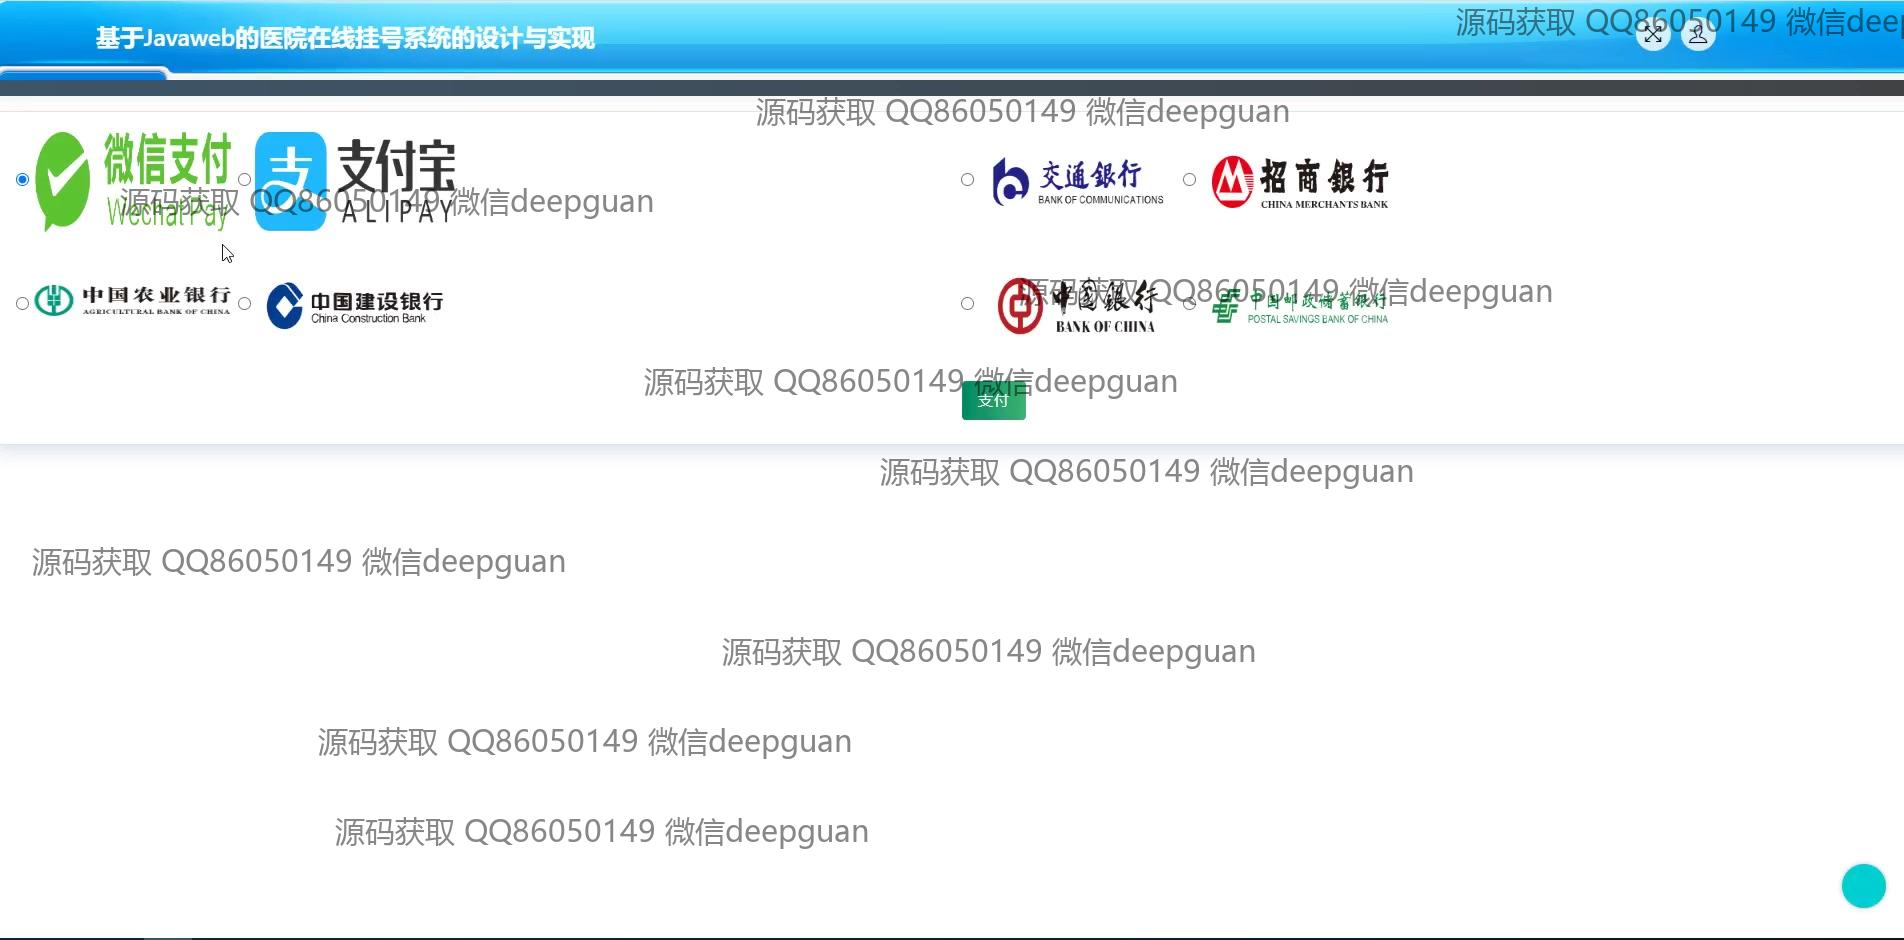 基于Javaweb的医院在线挂号系统的设计与实现
源码获取 QQ86050149 微信deep
源码获取 QQ86050149 微信deepguan
微信支付
WechatPay
支付宝
ALIPAY
交通銀行
BANK OF COMMUNICATIONS
招商銀行
CHINA MERCHANTS BANK
源码获取 QQ86050149 微信deepguan
中国农业银行
AGRICULTURAL BANK OF CHINA
中国建设银行
China Construction Bank
中國銀行
BANK OF CHINA
中国邮政储蓄银行
POSTAL SAVINGS BANK OF CHINA
源码获取 QQ86050149 微信deepguan
源码获取 QQ86050149 微信deepguan
支付
源码获取 QQ86050149 微信deepguan
源码获取 QQ86050149 微信deepguan
源码获取 QQ86050149 微信deepguan
源码获取 QQ86050149 微信deepguan
源码获取 QQ86050149 微信deepguan